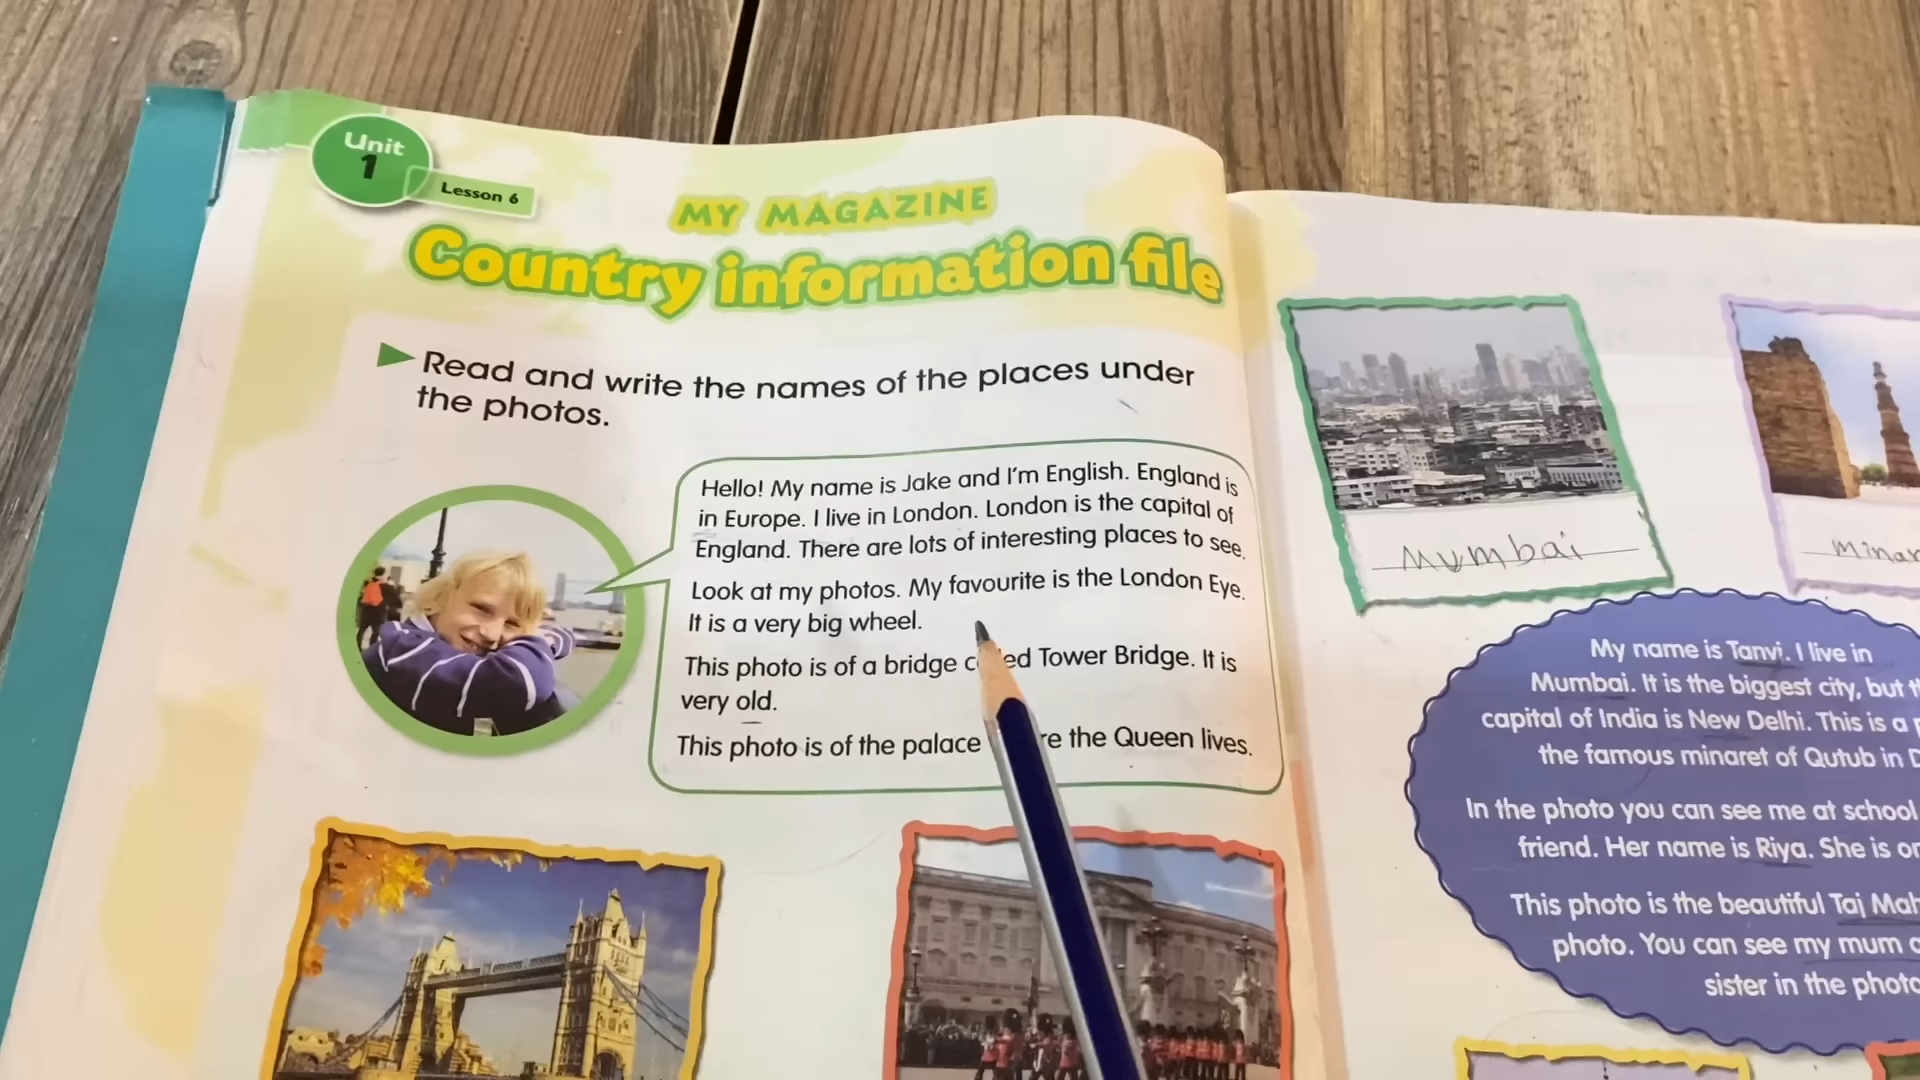 Unit
1
Lesson 6
MY MAGAZINE
Country information file
Read and write the names of the places under
the photos.
Hello! My name is Jake and I'm English. England is
in Europe. I live in London. London is the capital of
England. There are lots of interesting places to see.
Look at my photos. My favourite is the London Eye.
It is a very big wheel.
This photo is of a bridge called Tower Bridge. It is
very old.
This photo is of the palace the Queen lives.
Mumbai
My name is Tanvi. I live in
Mumbai. It is the biggest city, but
capital of India is New Delhi. This is a
the famous minaret of Qutub in
In the photo you can see me at school
friend. Her name is Riya. She is
This photo is the beautiful Taj
photo. You can see my mum
sister in the